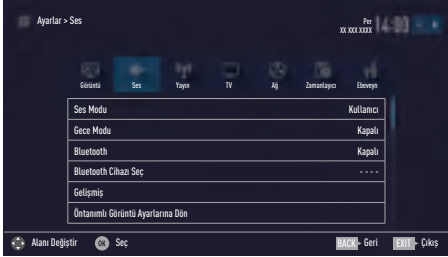 Ayarlar > Ses
Per
XX XXX XXXX
14:00
Görüntü Ses Yayın TV Ağ Zamanlayıcı Ebeveyn
Ses Modu Kullanıcı
Gece Modu Kapalı
Bluetooth Kapalı
Bluetooth Cihazı Seç - - - -
Gelişmiş
Öntanımlı Görüntü Ayarlarına Dön
Alanı Değiştir OK Seç BACK Geri EXIT Çıkış